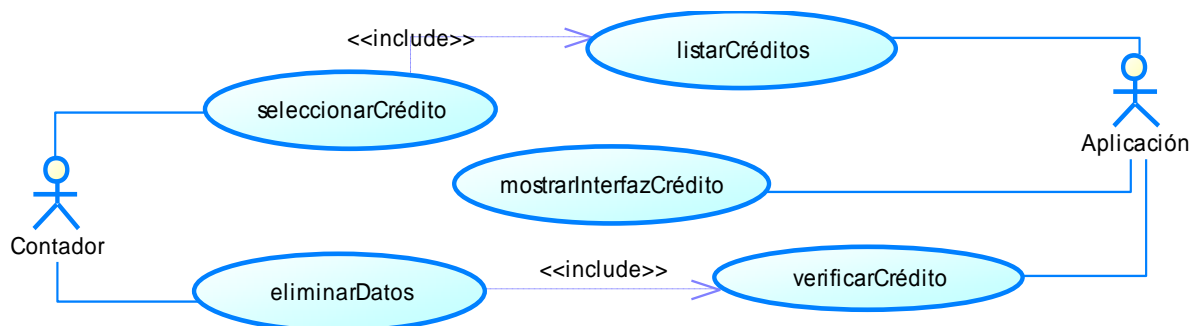 <<include>>
listarCréditos
seleccionarCrédito
Aplicación
mostrarInterfazCrédito
Contador
<<include>>
eliminarDatos
verificarCrédito